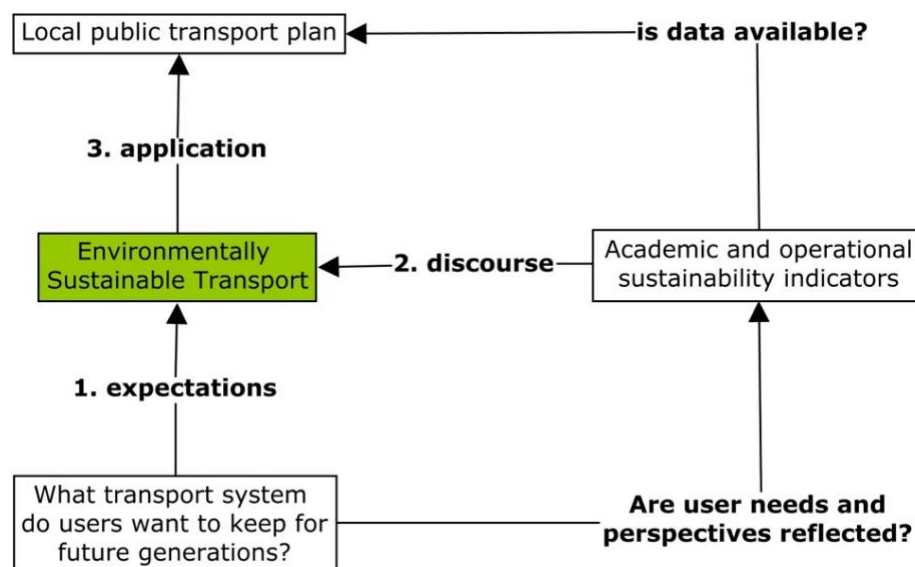 Local public transport plan
is data available?
3. application
Environmentally
Sustainable Transport
2. discourse
Academic and operational
sustainability indicators
1. expectations
What transport system
do users want to keep for
future generations?
Are user needs and
perspectives reflected?